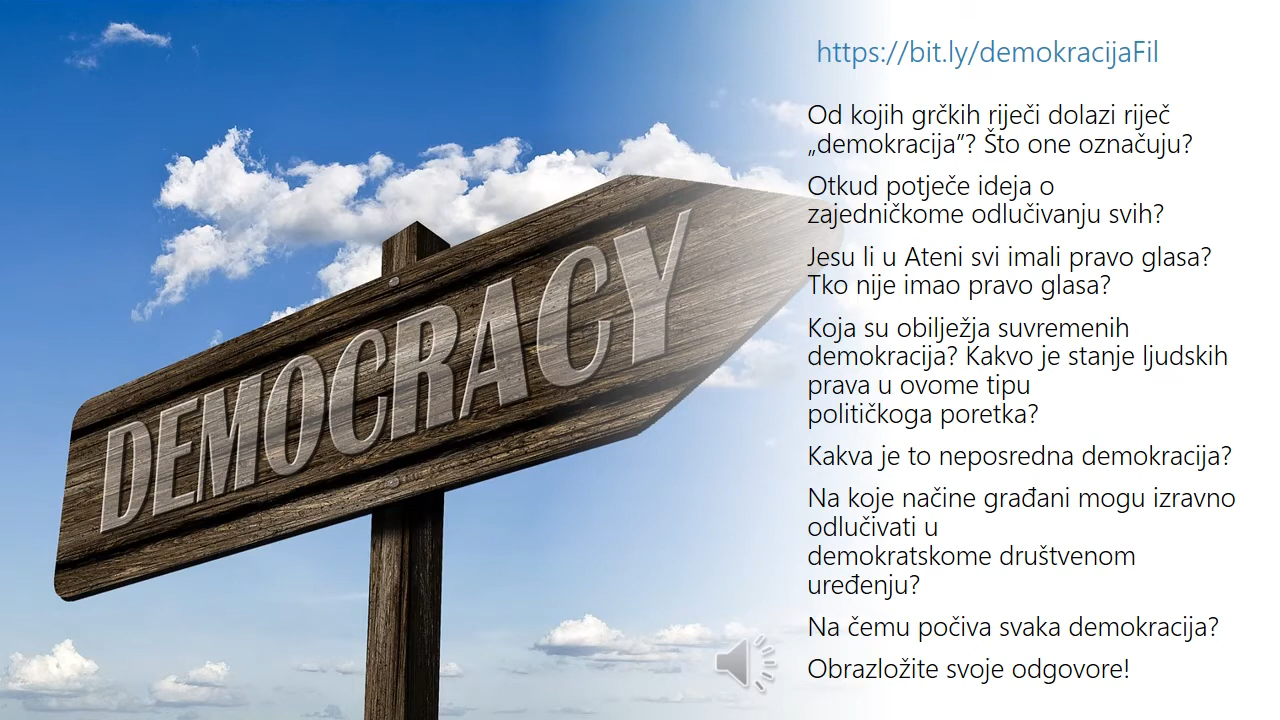 https://bit.ly/demokracijaFil
Od kojih grčkih riječi dolazi riječ
„demokracija”? Što one označuju?
Otkud potječe ideja o
zajedničkome odlučivanju svih?
Jesu li u Ateni svi imali pravo glasa?
Tko nije imao pravo glasa?
Koja su obilježja suvremenih
demokracija? Kakvo je stanje ljudskih
prava u ovome tipu
političkoga poretka?
Kakva je to neposredna demokracija?
Na koje načine građani mogu izravno
odlučivati u
demokratskome društvenom
uređenju?
Na čemu počiva svaka demokracija?
Obrazložite svoje odgovore!
DEMOCRACY